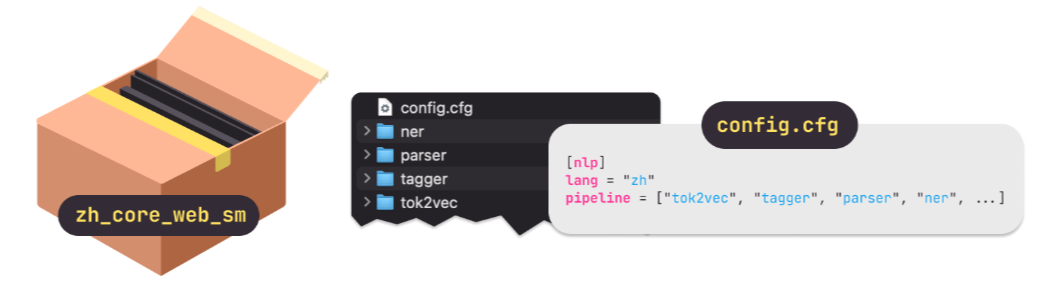 zh_core_web_sm
config.cfg
ner
parser
tagger
tok2vec
config.cfg
[nlp]
lang = "zh"
pipeline = ["tok2vec", "tagger", "parser", "ner", ...]